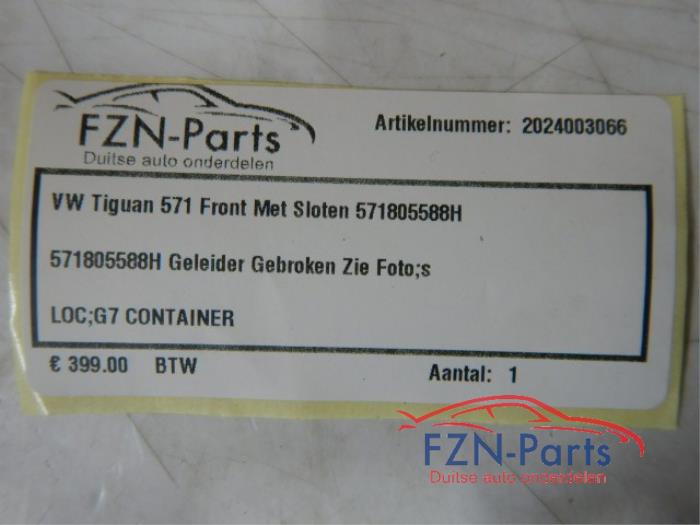 FZN-Parts
Duitse auto onderdelen
Artikelnummer: 2024003066
VW Tiguan 571 Front Met Sloten 571805588H
571805588H Geleider Gebroken Zie Foto;s
LOC;G7 CONTAINER
€ 399.00 BTW
Aantal: 1
FZN-Parts
Duitse auto onderdelen